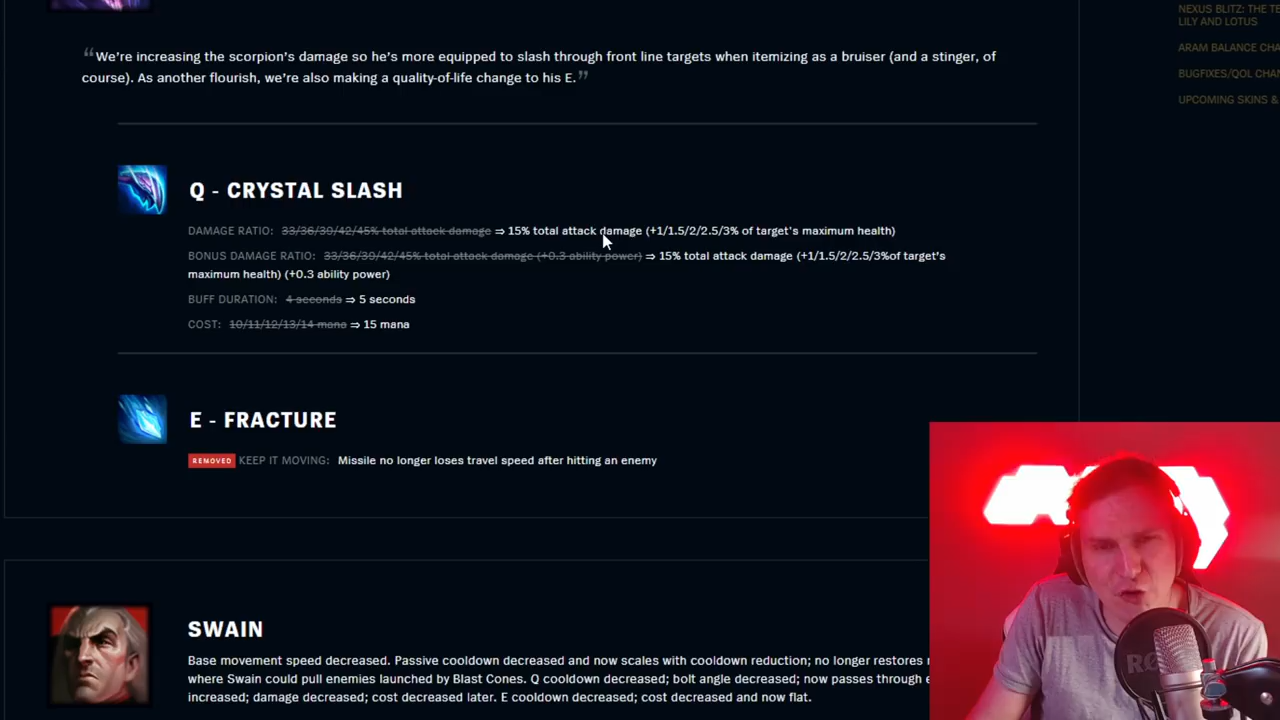 NEXUS BLITZ: THE TE
LILY AND LOTUS
“We’re increasing the scorpion’s damage so he’s more equipped to slash through front line targets when itemizing as a bruiser (and a stinger, of
course). As another flourish, we’re also making a quality-of-life change to his E.”
ARAM BALANCE CHA
BUGFIXES/QOL CHAN
UPCOMING SKINS &
Q - CRYSTAL SLASH
DAMAGE RATIO: 33/36/39/42/45% total attack damage ⇒ 15% total attack damage (+1/1.5/2/2.5/3% of target's maximum health)
BONUS DAMAGE RATIO: 33/36/39/42/45% total attack damage (+0.3 ability power) ⇒ 15% total attack damage (+1/1.5/2/2.5/3%of target's
maximum health) (+0.3 ability power)
BUFF DURATION: 4 seconds ⇒ 5 seconds
COST: 10/11/12/13/14 mana ⇒ 15 mana
E - FRACTURE
REMOVED KEEP IT MOVING: Missile no longer loses travel speed after hitting an enemy
SWAIN
Base movement speed decreased. Passive cooldown decreased and now scales with cooldown reduction; no longer restores
where Swain could pull enemies launched by Blast Cones. Q cooldown decreased; bolt angle decreased; now passes through
increased; damage decreased; cost decreased later. E cooldown decreased; cost decreased and now flat.